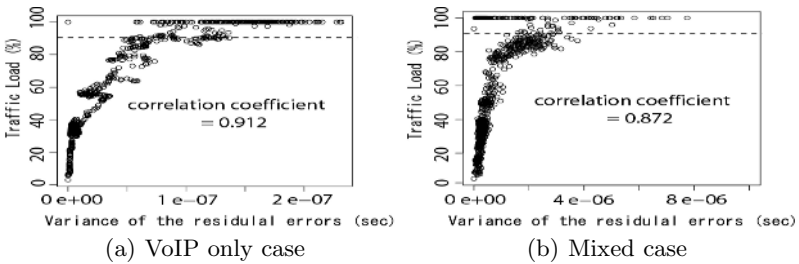 Traffic Load (%)
100
80
60
40
20
0
correlation coefficient
= 0.912
0 e+00
1 e-07
2 e-07
Variance of the residulal errors (sec)
(a) VoIP only case
Traffic Load (%)
100
80
60
40
20
0
correlation coefficient
= 0.872
0 e+00
4 e-06
8 e-06
Variance of the residulal errors (sec)
(b) Mixed case